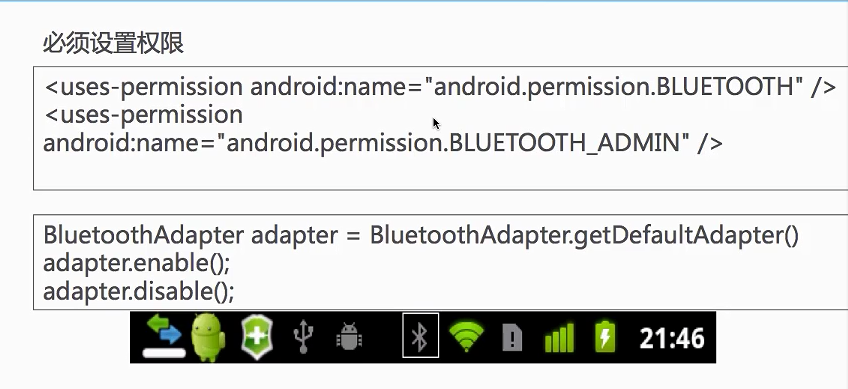 必须设置权限
<uses-permission android:name="android.permission.BLUETOOTH" />
<uses-permission
android:name="android.permission.BLUETOOTH_ADMIN" />
BluetoothAdapter adapter = BluetoothAdapter.getDefaultAdapter()
adapter.enable();
adapter.disable();
21:46